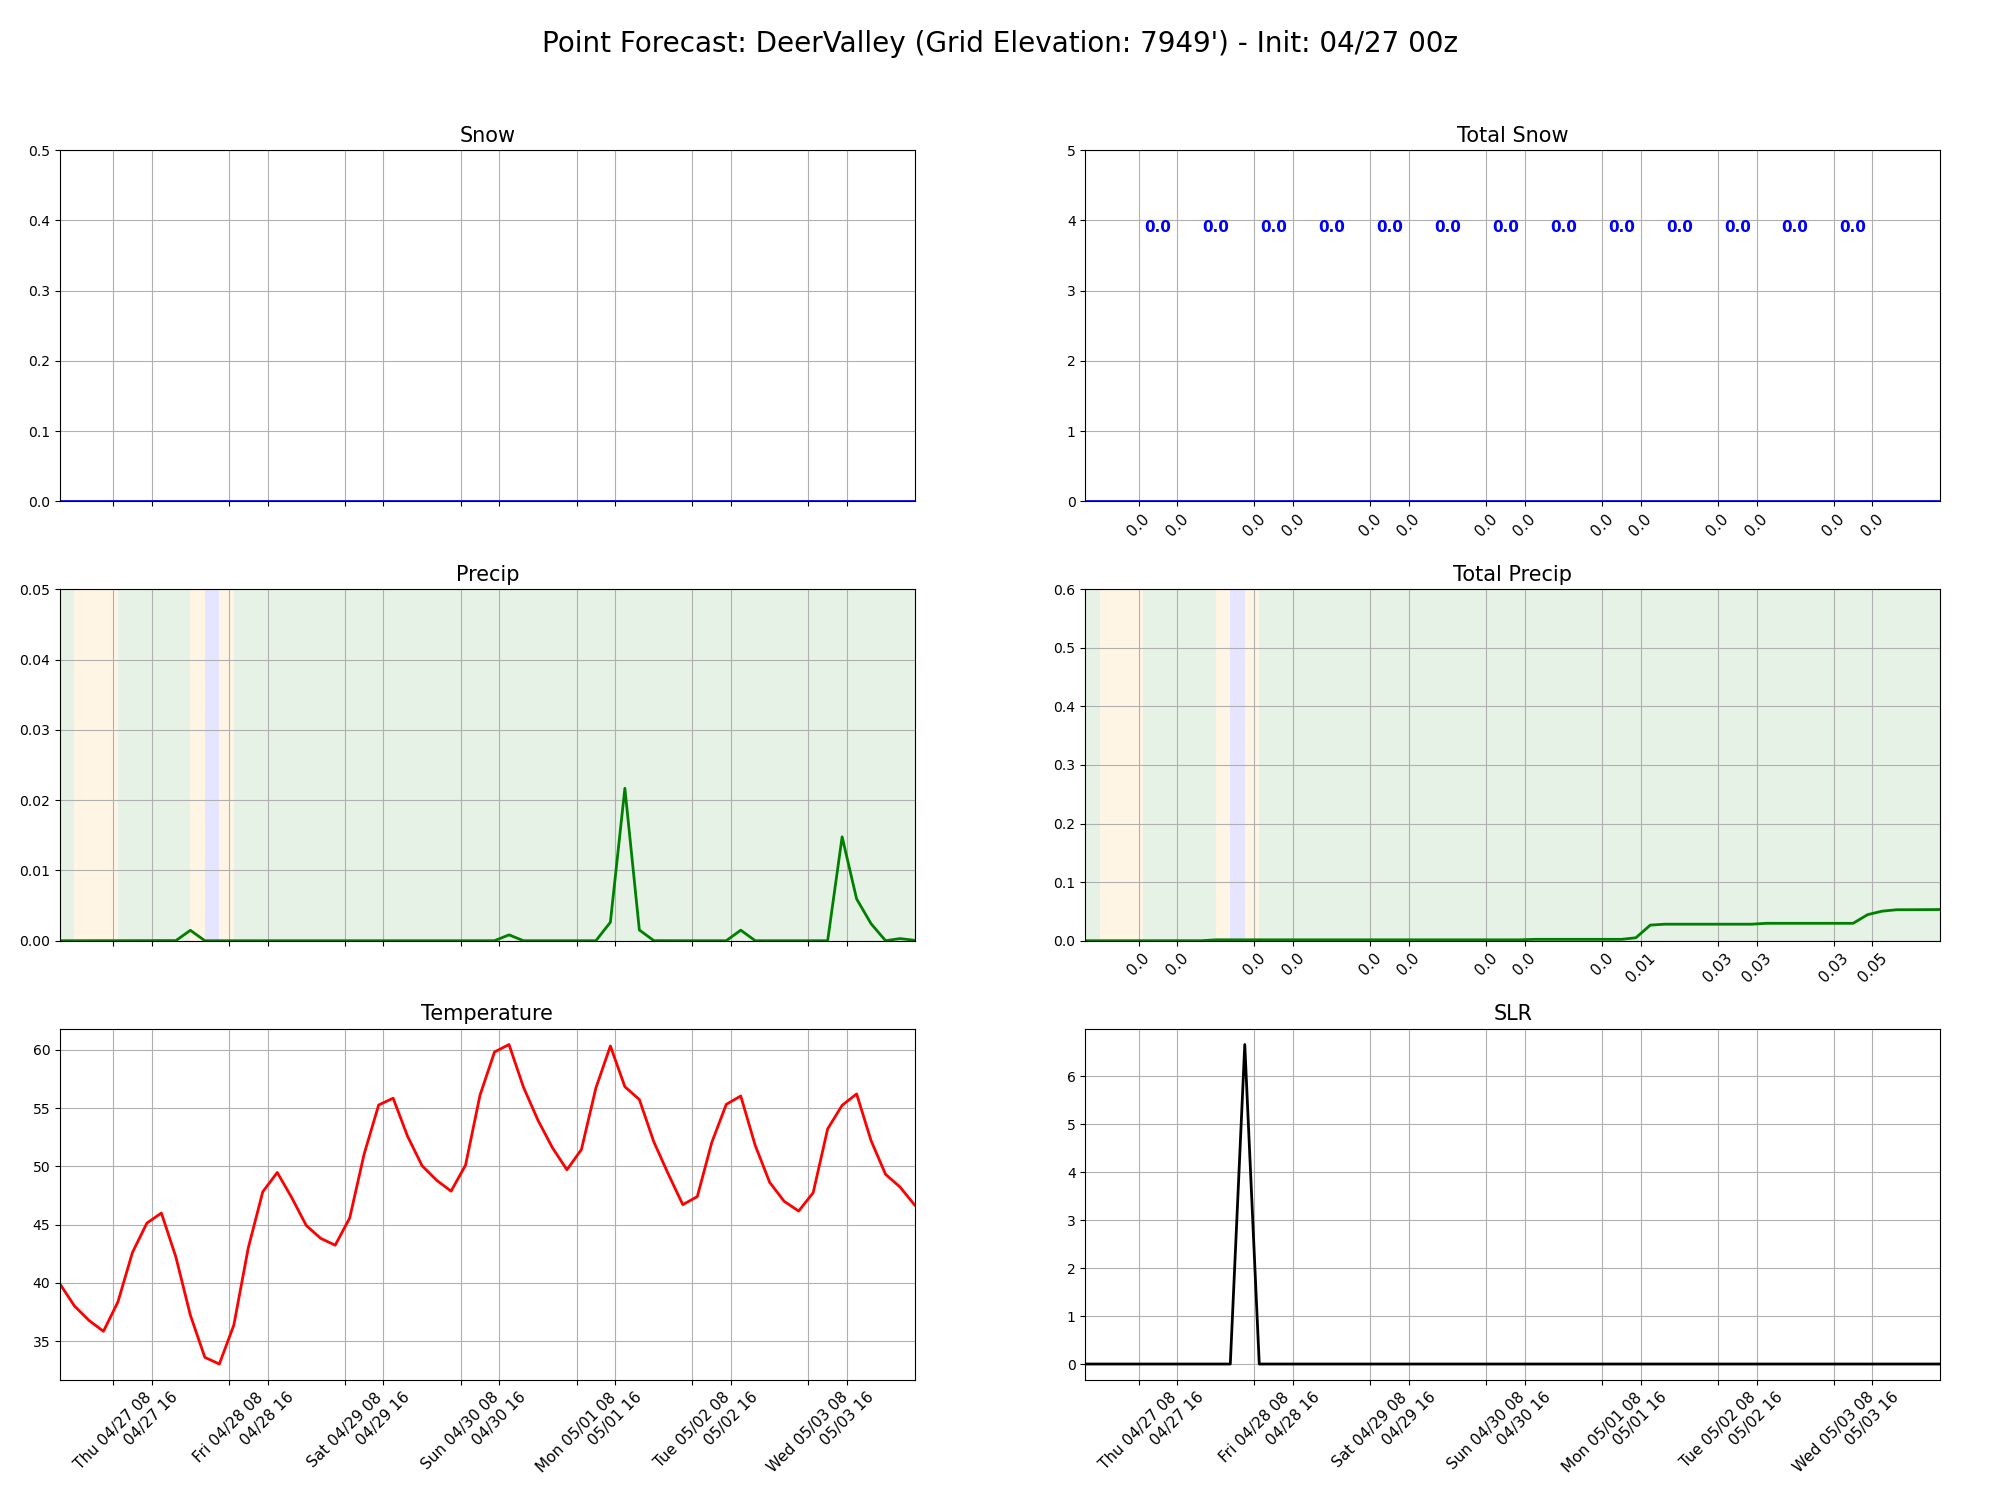 Point Forecast: DeerValley (Grid Elevation: 7949') - Init: 04/27 00z
Snow
0.5
0.4
0.3
0.2
0.1
0.0
Total Snow
5
4
3
2
1
0
0.0 0.0 0.0 0.0 0.0 0.0 0.0 0.0 0.0 0.0 0.0 0.0 0.0
0.0 0.0 0.0 0.0 0.0 0.0 0.0 0.0 0.0 0.0 0.0 0.0 0.0 0.0
Precip
0.05
0.04
0.03
0.02
0.01
0.00
Total Precip
0.6
0.5
0.4
0.3
0.2
0.1
0.0
0.0 0.0 0.0 0.0 0.0 0.0 0.0 0.0 0.0 0.01 0.03 0.03 0.03 0.05
Temperature
60
55
50
45
40
35
Thu 04/27 08
04/27 16
Fri 04/28 08
04/28 16
Sat 04/29 08
04/29 16
Sun 04/30 08
04/30 16
Mon 05/01 08
05/01 16
Tue 05/02 08
05/02 16
Wed 05/03 08
05/03 16
SLR
6
5
4
3
2
1
0
Thu 04/27 08
04/27 16
Fri 04/28 08
04/28 16
Sat 04/29 08
04/29 16
Sun 04/30 08
04/30 16
Mon 05/01 08
05/01 16
Tue 05/02 08
05/02 16
Wed 05/03 08
05/03 16